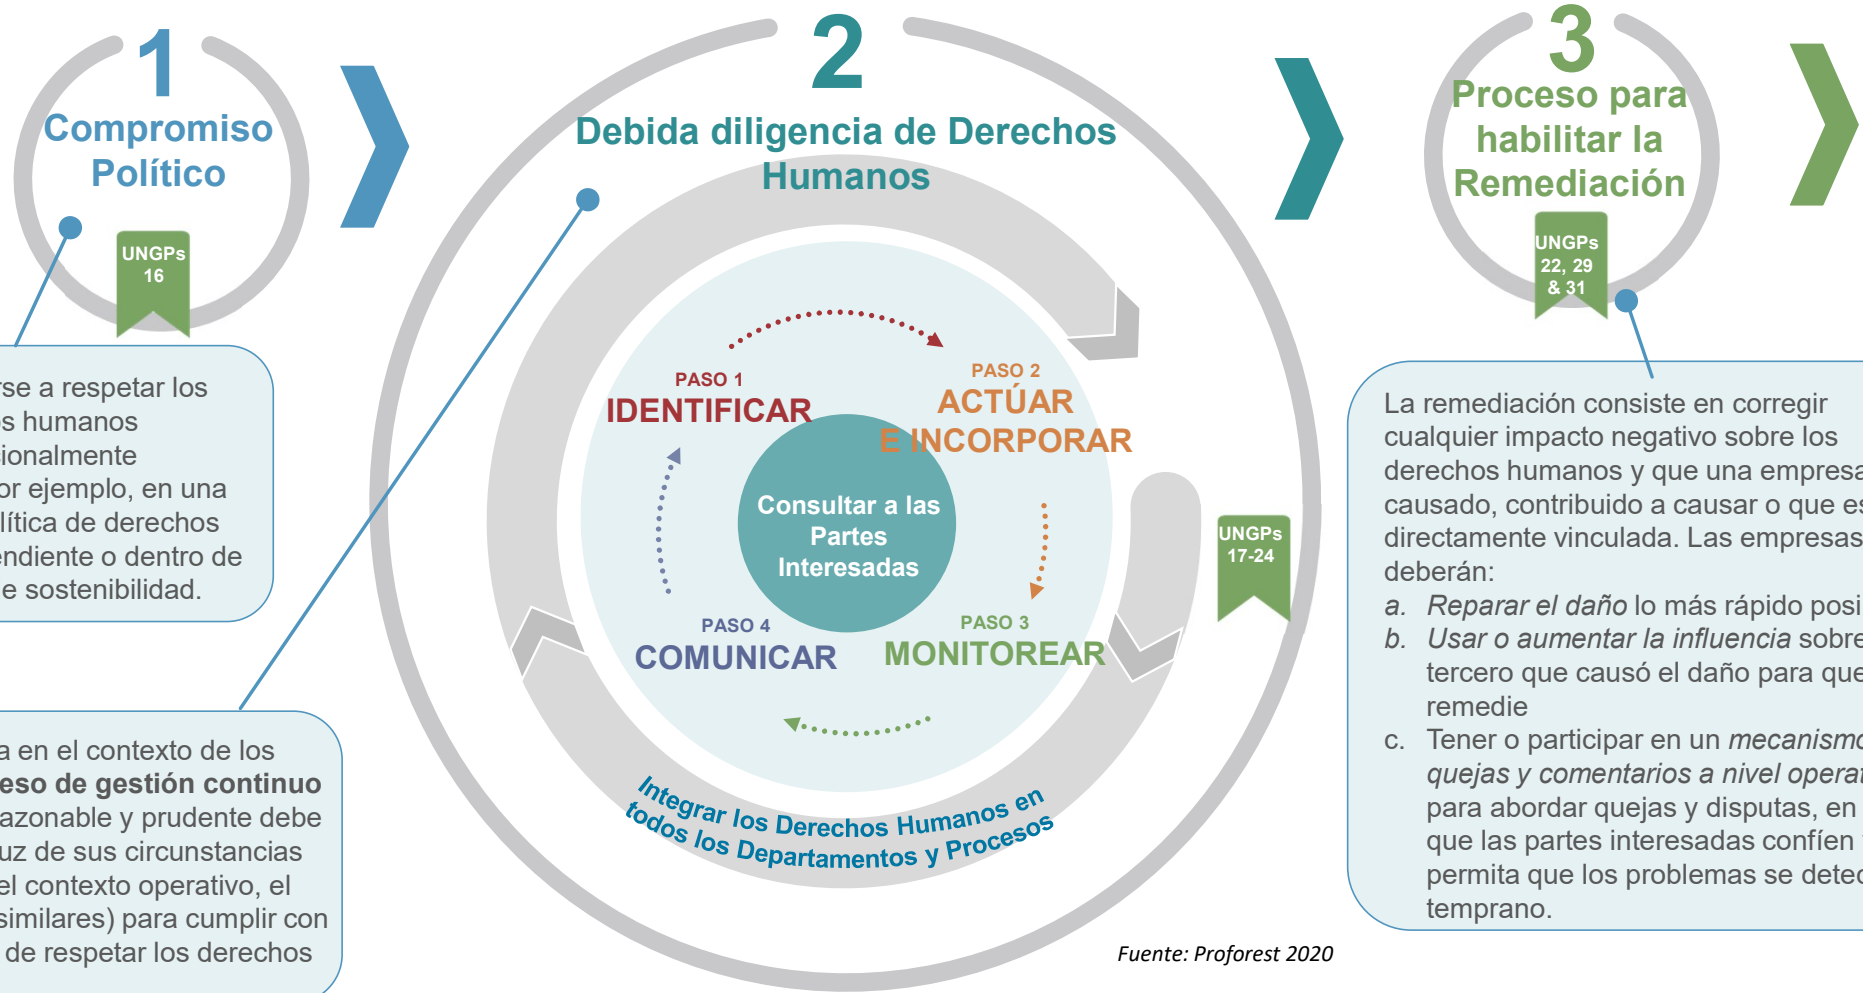 1
Compromiso
Político
UNGPs
16
rse a respetar los
os humanos
sionalmente
or ejemplo, en una
lítica de derechos
endiente o dentro de
e sostenibilidad.
2
Debida diligencia de Derechos
Humanos
PASO 1
IDENTIFICAR
PASO 2
ACTÚAR
E INCORPORAR
Consultar a las
Partes
Interesadas
PASO 3
MONITOREAR
PASO 4
COMUNICAR
Integrar los Derechos Humanos en
todos los Departamentos y Procesos
UNGPs
17-24
a en el contexto de los
eso de gestión continuo
azonable y prudente debe
uz de sus circunstancias
el contexto operativo, el
similares) para cumplir con
de respetar los derechos
3
Proceso para
habilitar la
Remediación
UNGPs
22, 29
& 31
La remediación consiste en corregir
cualquier impacto negativo sobre los
derechos humanos y que una empresa
causado, contribuido a causar o que es
directamente vinculada. Las empresas
deberán:
a. Reparar el daño lo más rápido posi
b. Usar o aumentar la influencia sobre
tercero que causó el daño para que
remedie
c. Tener o participar en un mecanismo
quejas y comentarios a nivel operat
para abordar quejas y disputas, en
que las partes interesadas confíen
permita que los problemas se detec
temprano.
Fuente: Proforest 2020